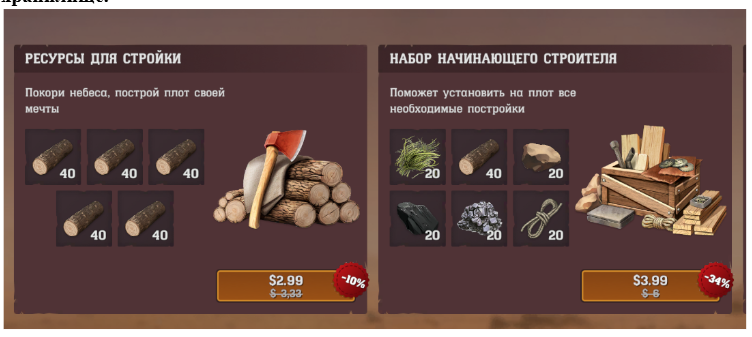 хранилище.
РЕСУРСЫ ДЛЯ СТРОЙКИ
Покори небеса, построй плот своей
мечты
40 40 40
40 40
$2.99
$ 3,33
-10%
НАБОР НАЧИНАЮЩЕГО СТРОИТЕЛЯ
Поможет установить на плот все
необходимые постройки
20 40 20
20 20 20
$3.99
$ 6
-34%